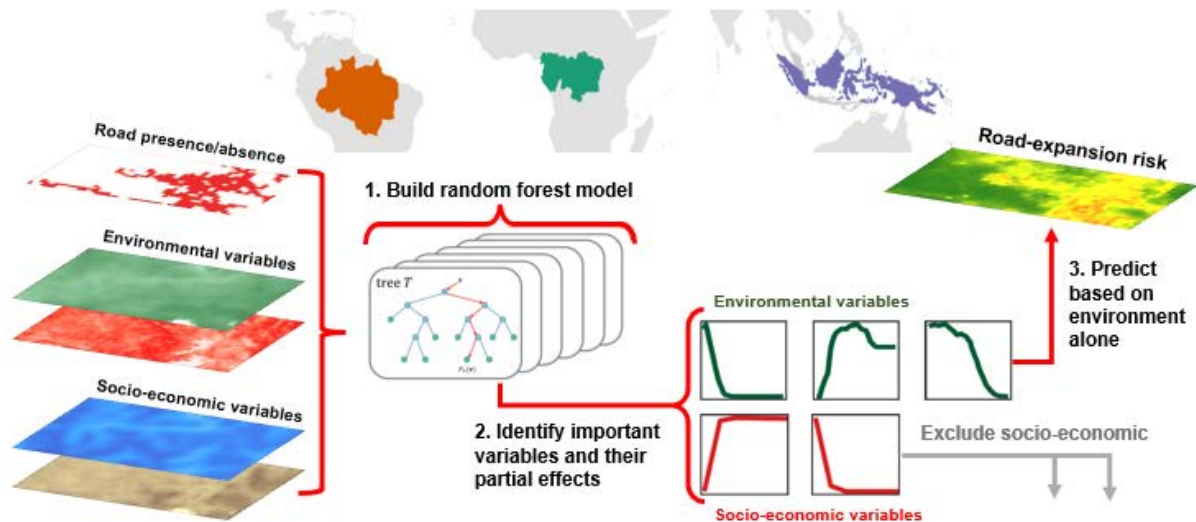 Road presence/absence
Environmental variables
Socio-economic variables
1. Build random forest model
tree T
2. Identify important
variables and their
partial effects
Environmental variables
Socio-economic variables
Road-expansion risk
3. Predict
based on
environment
alone
Exclude socio-economic